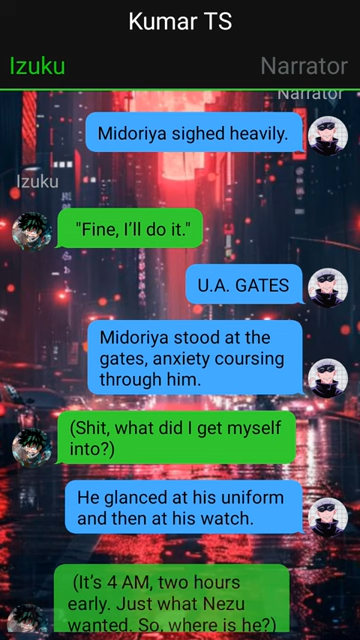 Kumar TS
Izuku
Narrator
Narrator
Midoriya sighed heavily.
Izuku
"Fine, I’ll do it."
U.A. GATES
Midoriya stood at the
gates, anxiety coursing
through him.
(Shit, what did I get myself
into?)
He glanced at his uniform
and then at his watch.
(It’s 4 AM, two hours
early. Just what Nezu
wanted. So, where is he?)